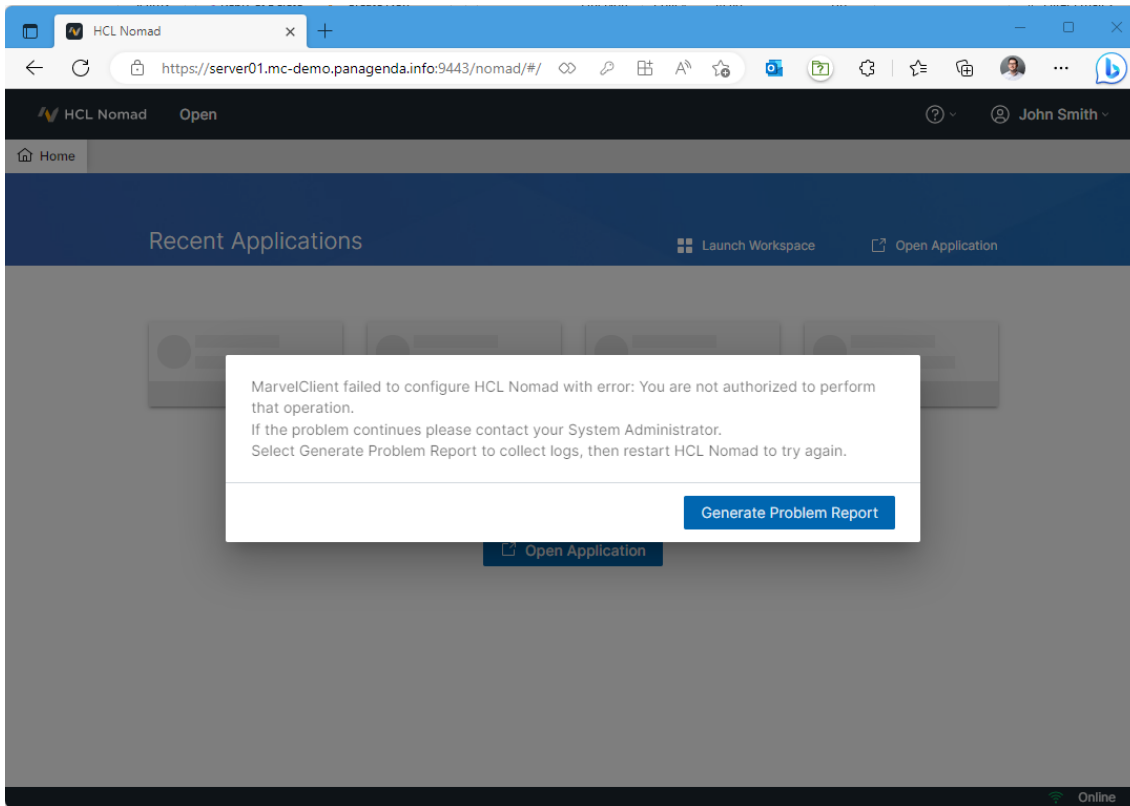 HCL Nomad
https://server01.mc-demo.panagenda.info:9443/nomad/#/
HCL Nomad Open John Smith
Home
Recent Applications Launch Workspace Open Application
MarvelClient failed to configure HCL Nomad with error: You are not authorized to perform
that operation.
If the problem continues please contact your System Administrator.
Select Generate Problem Report to collect logs, then restart HCL Nomad to try again.
Generate Problem Report
Open Application
Online